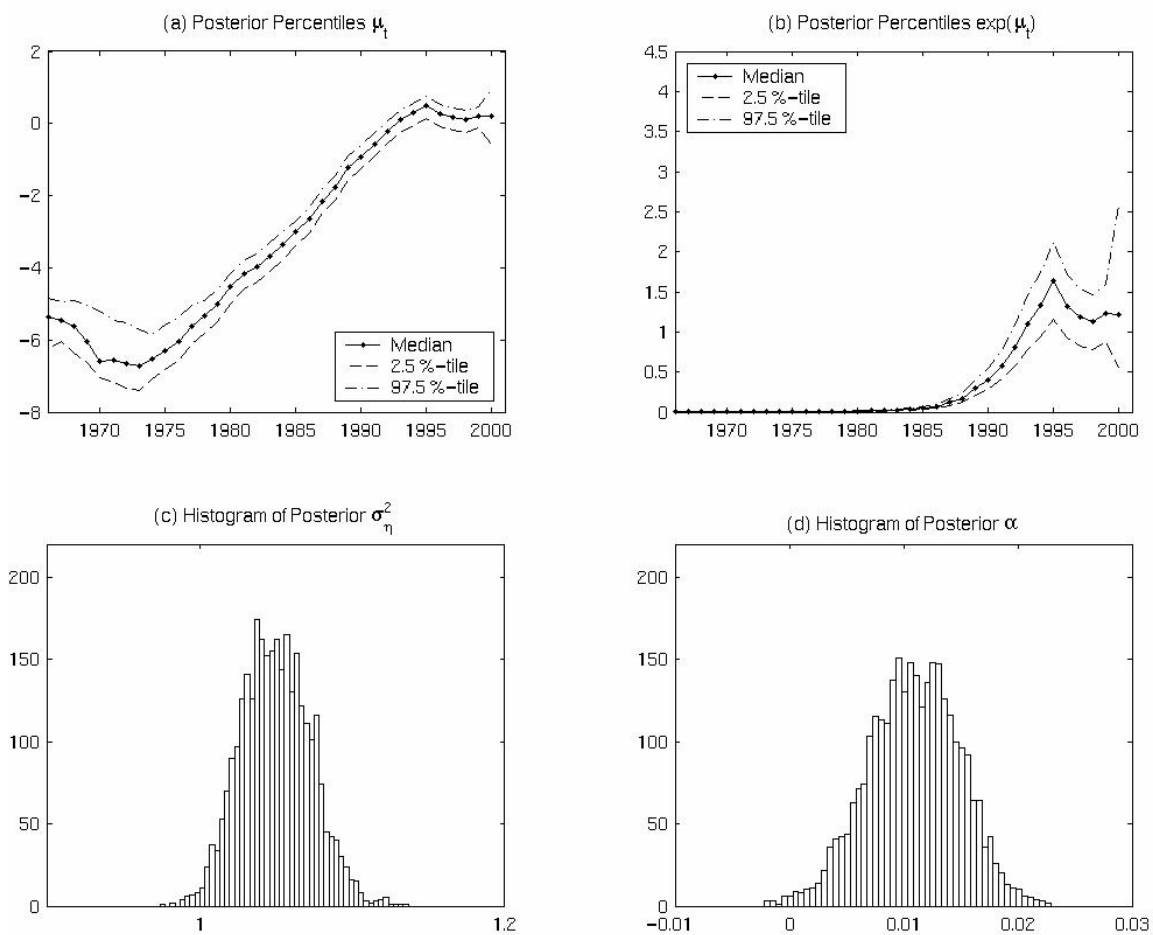 (a) Posterior Percentiles μt
2
0
−2
−4
−6
−8
1970 1975 1980 1985 1990 1995 2000
Median
2.5 %−tile
97.5 %−tile
(b) Posterior Percentiles exp(μt)
4.5
4
3.5
3
2.5
2
1.5
1
0.5
0
1970 1975 1980 1985 1990 1995 2000
Median
2.5 %−tile
97.5 %−tile
(c) Histogram of Posterior σ²η
200
150
100
50
0
1 1.2
(d) Histogram of Posterior α
200
150
100
50
0
−0.01 0 0.01 0.02 0.03